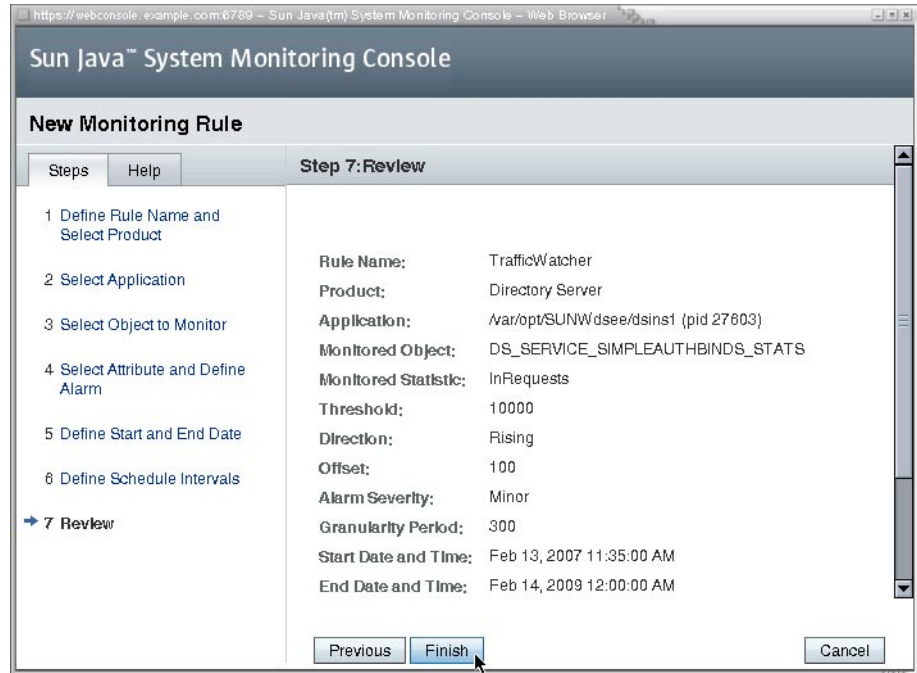 https://webconsole.example.com:6789 – Sun Java(tm) System Monitoring Console – Web Browser
Sun Java™ System Monitoring Console
New Monitoring Rule
Steps
Help
1 Define Rule Name and
Select Product
2 Select Application
3 Select Object to Monitor
4 Select Attribute and Define
Alarm
5 Define Start and End Date
6 Define Schedule Intervals
7 Review
Step 7:Review
Rule Name: TrafficWatcher
Product: Directory Server
Application: /var/opt/SUNWdsee/dsins1 (pid 27603)
Monitored Object: DS_SERVICE_SIMPLEAUTHBINDS_STATS
Monitored Statistic: InRequests
Threshold: 10000
Direction: Rising
Offset: 100
Alarm Severity: Minor
Granularity Period: 300
Start Date and Time: Feb 13, 2007 11:35:00 AM
End Date and Time: Feb 14, 2009 12:00:00 AM
Previous
Finish
Cancel